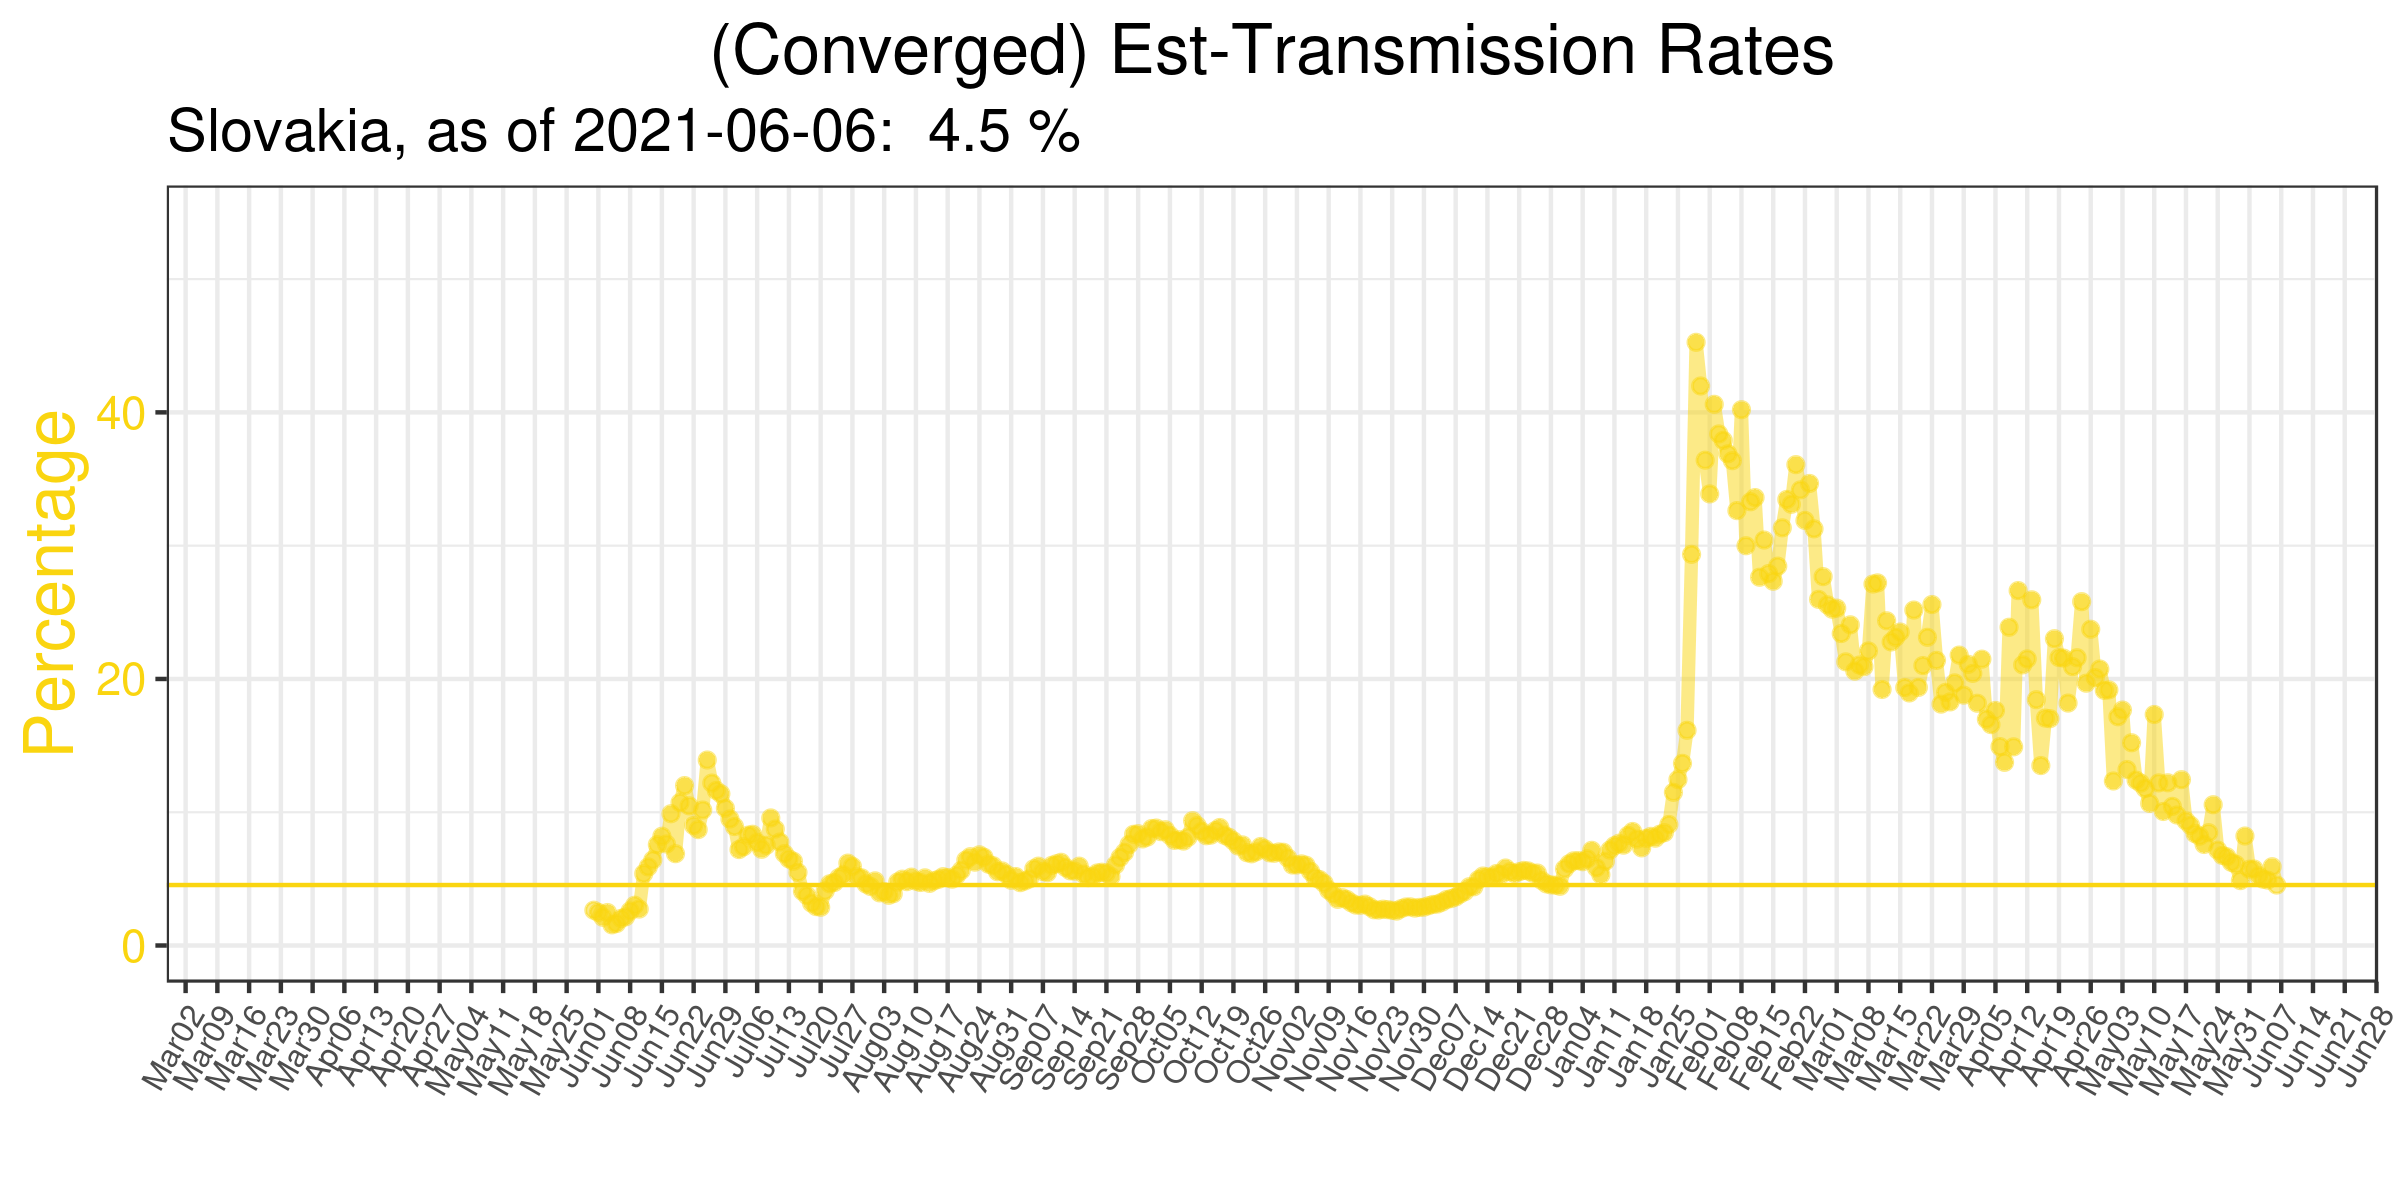 (Converged) Est-Transmission Rates
Slovakia, as of 2021-06-06:  4.5 %
Percentage
40
20
0
Mar02
Mar09
Mar16
Mar23
Mar30
Apr06
Apr13
Apr20
Apr27
May04
May11
May18
May25
Jun01
Jun08
Jun15
Jun22
Jun29
Jul06
Jul13
Jul20
Jul27
Aug03
Aug10
Aug17
Aug24
Aug31
Sep07
Sep14
Sep21
Sep28
Oct05
Oct12
Oct19
Oct26
Nov02
Nov09
Nov16
Nov23
Nov30
Dec07
Dec14
Dec21
Dec28
Jan04
Jan11
Jan18
Jan25
Feb01
Feb08
Feb15
Feb22
Mar01
Mar08
Mar15
Mar22
Mar29
Apr05
Apr12
Apr19
Apr26
May03
May10
May17
May24
May31
Jun07
Jun14
Jun21
Jun28